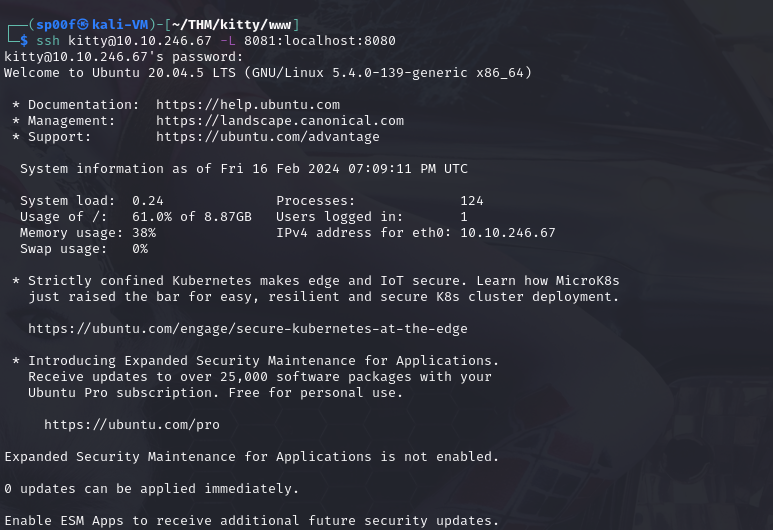 ┌──(sp00f㉿kali-VM)-[~/THM/kitty/www]
└─$ ssh kitty@10.10.246.67 -L 8081:localhost:8080
kitty@10.10.246.67's password:
Welcome to Ubuntu 20.04.5 LTS (GNU/Linux 5.4.0-139-generic x86_64)
* Documentation:  https://help.ubuntu.com
* Management:     https://landscape.canonical.com
* Support:        https://ubuntu.com/advantage
System information as of Fri 16 Feb 2024 07:09:11 PM UTC
System load:  0.24              Processes:             124
Usage of /:   61.0% of 8.87GB   Users logged in:       1
Memory usage: 38%               IPv4 address for eth0: 10.10.246.67
Swap usage:   0%
* Strictly confined Kubernetes makes edge and IoT secure. Learn how MicroK8s
just raised the bar for easy, resilient and secure K8s cluster deployment.
https://ubuntu.com/engage/secure-kubernetes-at-the-edge
* Introducing Expanded Security Maintenance for Applications.
Receive updates to over 25,000 software packages with your
Ubuntu Pro subscription. Free for personal use.
https://ubuntu.com/pro
Expanded Security Maintenance for Applications is not enabled.
0 updates can be applied immediately.
Enable ESM Apps to receive additional future security updates.